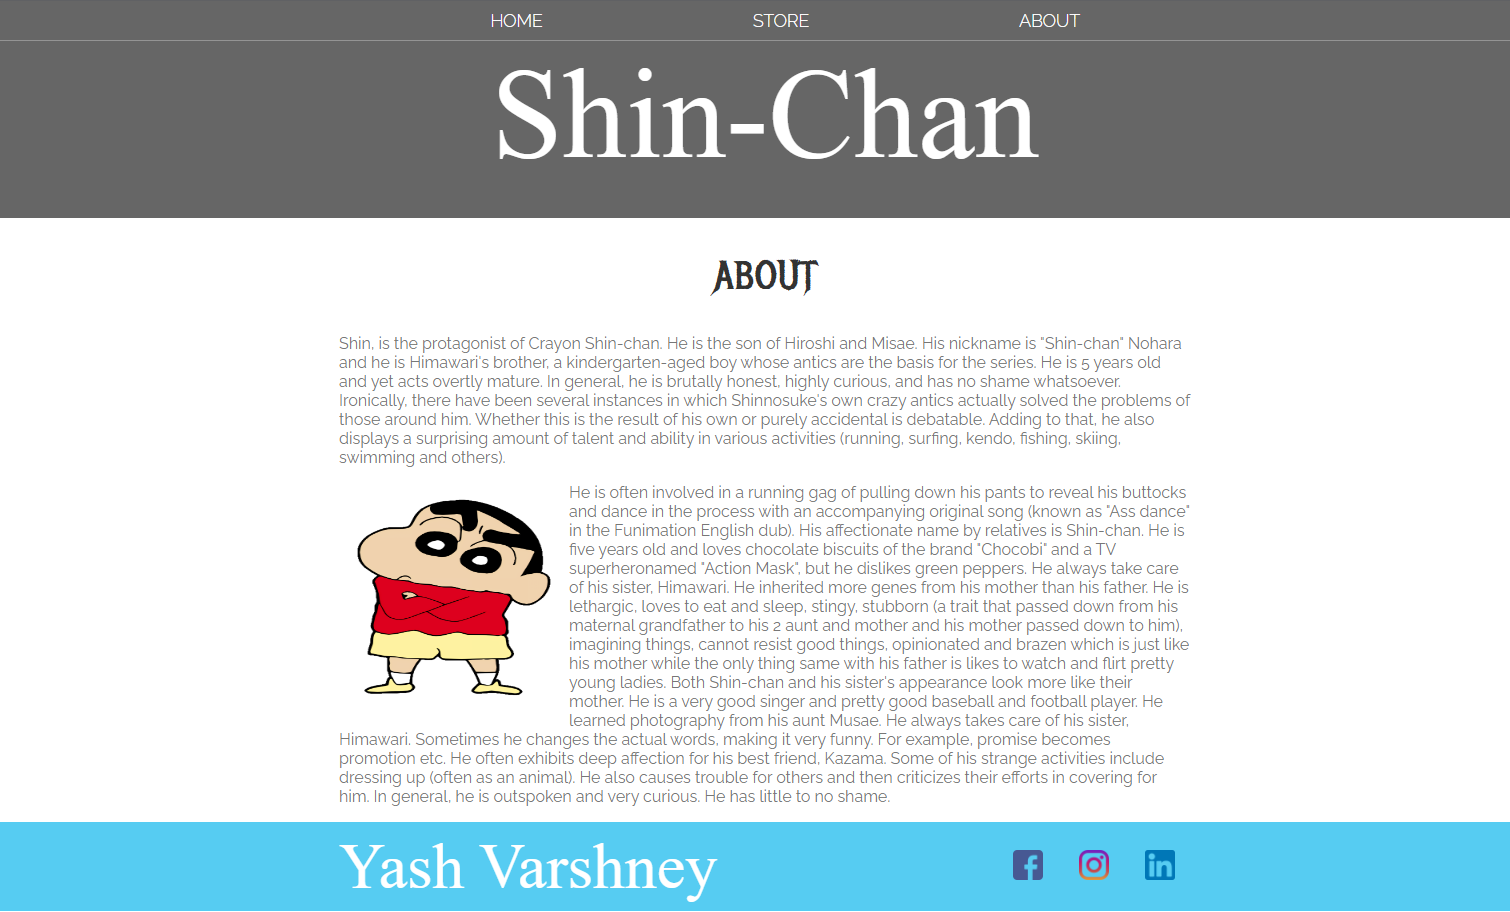 HOME STORE ABOUT
Shin-Chan
ABOUT
Shin, is the protagonist of Crayon Shin-chan. He is the son of Hiroshi and Misae. His nickname is "Shin-chan" Nohara
and he is Himawari's brother, a kindergarten-aged boy whose antics are the basis for the series. He is 5 years old
and yet acts overtly mature. In general, he is brutally honest, highly curious, and has no shame whatsoever.
Ironically, there have been several instances in which Shinnosuke's own crazy antics actually solved the problems of
those around him. Whether this is the result of his own or purely accidental is debatable. Adding to that, he also
displays a surprising amount of talent and ability in various activities (running, surfing, kendo, fishing, skiing,
swimming and others).
He is often involved in a running gag of pulling down his pants to reveal his buttocks
and dance in the process with an accompanying original song (known as "Ass dance"
in the Funimation English dub). His affectionate name by relatives is Shin-chan. He is
five years old and loves chocolate biscuits of the brand "Chocobi" and a TV
superheronamed "Action Mask", but he dislikes green peppers. He always take care
of his sister, Himawari. He inherited more genes from his mother than his father. He is
lethargic, loves to eat and sleep, stingy, stubborn (a trait that passed down from his
maternal grandfather to his 2 aunt and mother and his mother passed down to him),
imagining things, cannot resist good things, opinionated and brazen which is just like
his mother while the only thing same with his father is likes to watch and flirt pretty
young ladies. Both Shin-chan and his sister's appearance look more like their
mother. He is a very good singer and pretty good baseball and football player. He
learned photography from his aunt Musae. He always takes care of his sister,
Himawari. Sometimes he changes the actual words, making it very funny. For example, promise becomes
promotion etc. He often exhibits deep affection for his best friend, Kazama. Some of his strange activities include
dressing up (often as an animal). He also causes trouble for others and then criticizes their efforts in covering for
him. In general, he is outspoken and very curious. He has little to no shame.
Yash Varshney